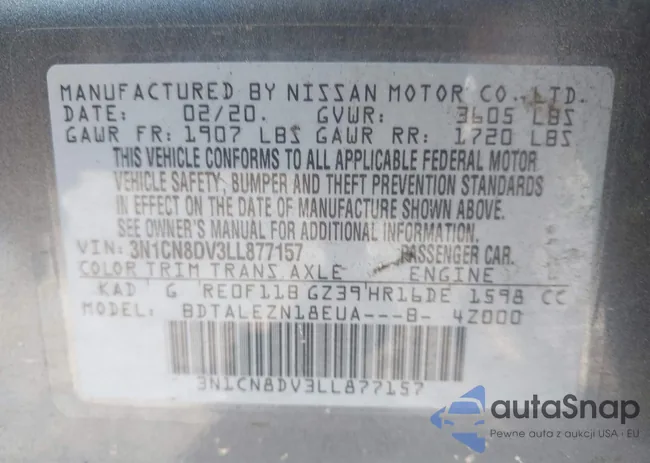 MANUFACTURED BY NISSAN MOTOR CO., LTD.
DATE: 02/20. GVWR: 3605 LBS
GAWR FR: 1907 LBS GAWR RR: 1720 LBS
THIS VEHICLE CONFORMS TO ALL APPLICABLE FEDERAL MOTOR
VEHICLE SAFETY, BUMPER AND THEFT PREVENTION STANDARDS
IN EFFECT ON THE DATE OF MANUFACTURE SHOWN ABOVE.
SEE OWNER'S MANUAL FOR ADDITIONAL INFORMATION.
VIN: 3N1CN8DV3LL877157 PASSENGER CAR.
COLOR TRIM TRANS. AXLE ENGINE
KAD G RE0F11B GZ39 HR16DE 1598 CC
MODEL: BDTALEZN18EUA---B- 4Z000
3N1CN8DV3LL877157
autaSnap
Pewne auta z aukcji USA · EU